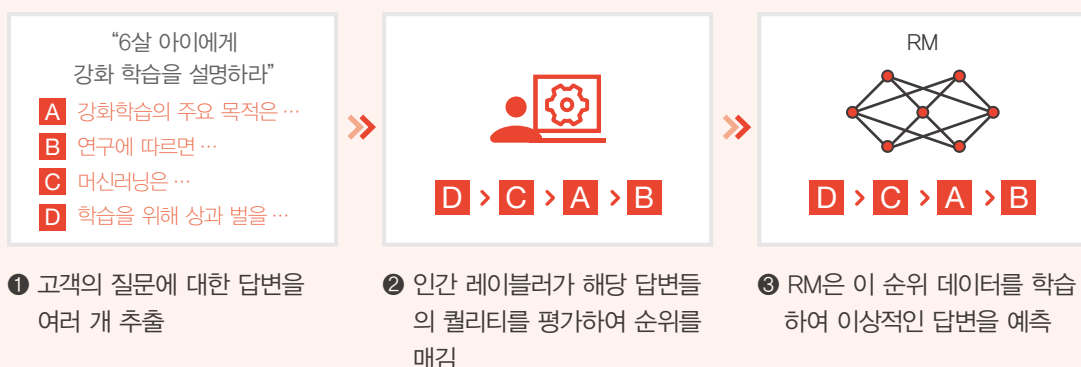 “6살 아이에게
강화 학습을 설명하라”
A 강화학습의 주요 목적은 …
B 연구에 따르면 …
C 머신러닝은 …
D 학습을 위해 상과 벌을 …
❶ 고객의 질문에 대한 답변을
여러 개 추출
D > C > A > B
❷ 인간 레이블러가 해당 답변들
의 퀄리티를 평가하여 순위를
매김
RM
D > C > A > B
❸ RM은 이 순위 데이터를 학습
하여 이상적인 답변을 예측